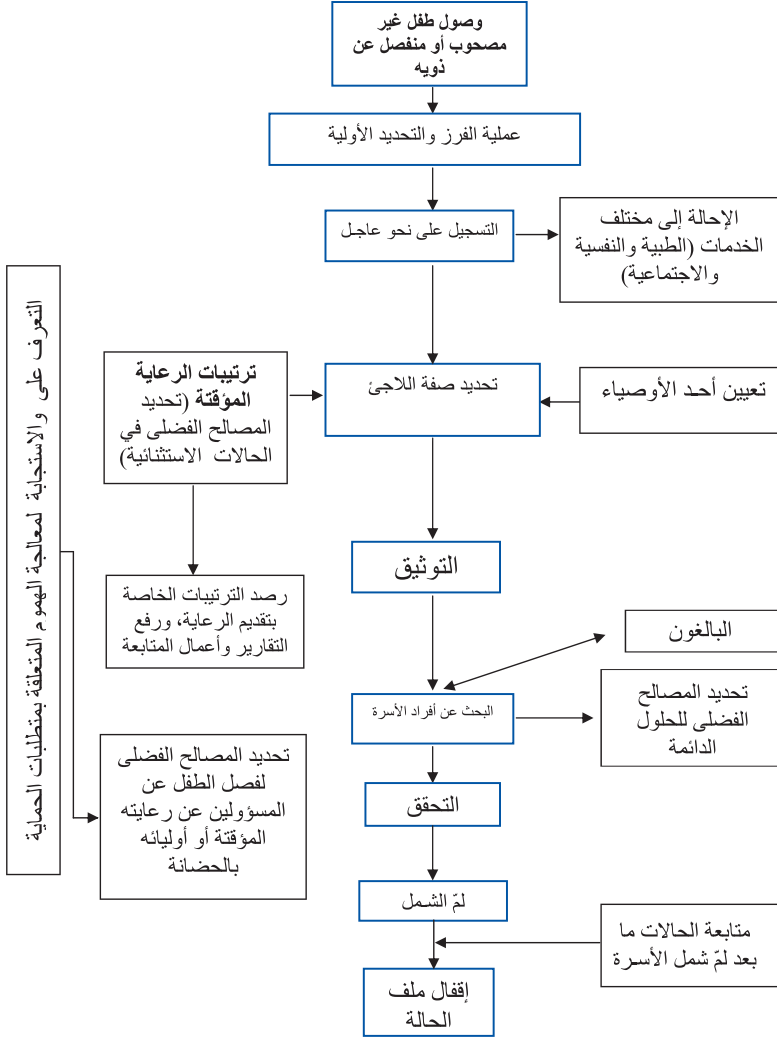 وصول طفل غير
مصحوب أو منفصل عن
ذويه
عملية الفرز والتحديد الأولية
التسجيل على نحو عاجل
الإحالة إلى مختلف
الخدمات (الطبية والنفسية
والاجتماعية)
التعرف على والاستجابة لمعالجة الهموم المتعلقة بمتطلبات الحماية
ترتيبات الرعاية
المؤقتة (تحديد
المصالح الفضلى في
الحالات الاستثنائية)
تحديد صفة اللاجئ
تعيين أحد الأوصياء
التوثيق
رصد الترتيبات الخاصة
بتقديم الرعاية، ورفع
التقارير وأعمال المتابعة
البالغون
البحث عن أفراد الأسرة
تحديد المصالح
الفضلى للحلول
الدائمة
تحديد المصالح الفضلى
لفصل الطفل عن
المسؤولين عن رعايته
المؤقتة أو أوليائه
بالحضانة
التحقق
لمّ الشمل
متابعة الحالات ما
بعد لمّ شمل الأسرة
إقفال ملف
الحالة